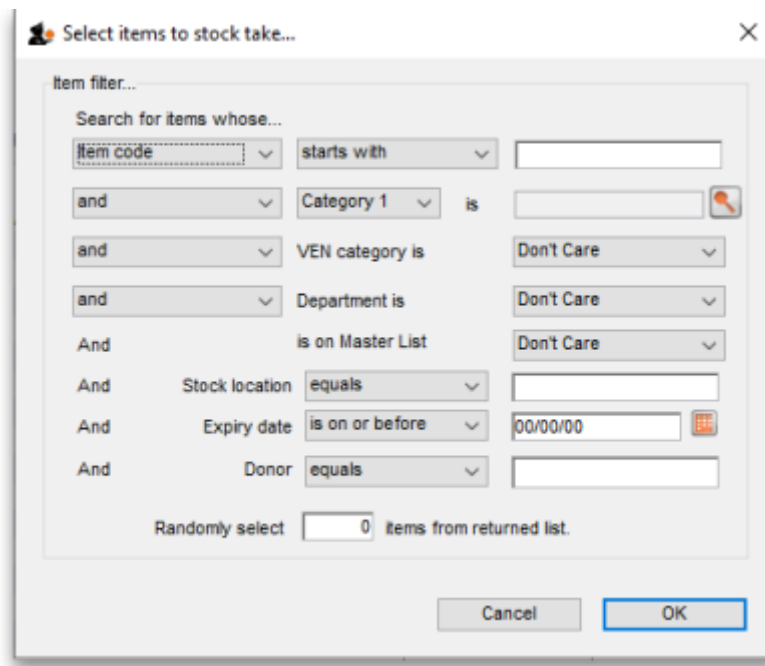 Select items to stock take...
Item filter...
Search for items whose...
Item code starts with
and Category 1 is
and VEN category is Don't Care
and Department is Don't Care
And is on Master List Don't Care
And Stock location equals
And Expiry date is on or before 00/00/00
And Donor equals
Randomly select 0 items from returned list.
Cancel OK